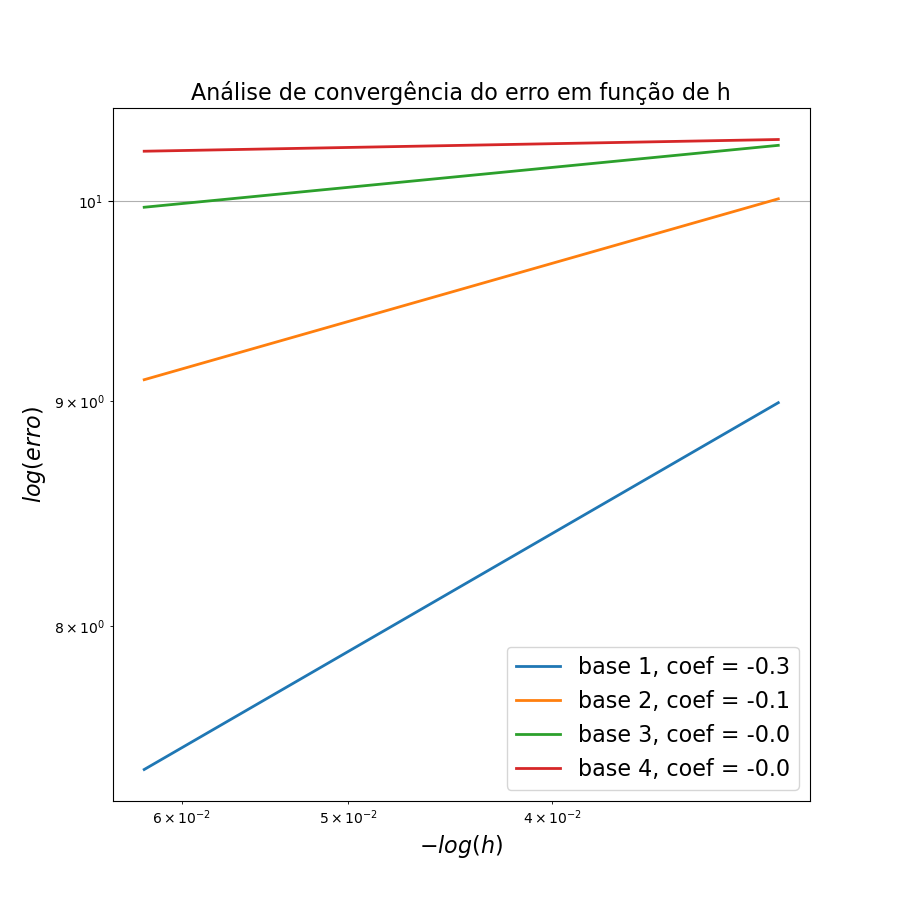 Análise de convergência do erro em função de h
10¹
9 × 10⁰
8 × 10⁰
log(erro)
6 × 10⁻²
5 × 10⁻²
4 × 10⁻²
−log(h)
base 1, coef = -0.3
base 2, coef = -0.1
base 3, coef = -0.0
base 4, coef = -0.0